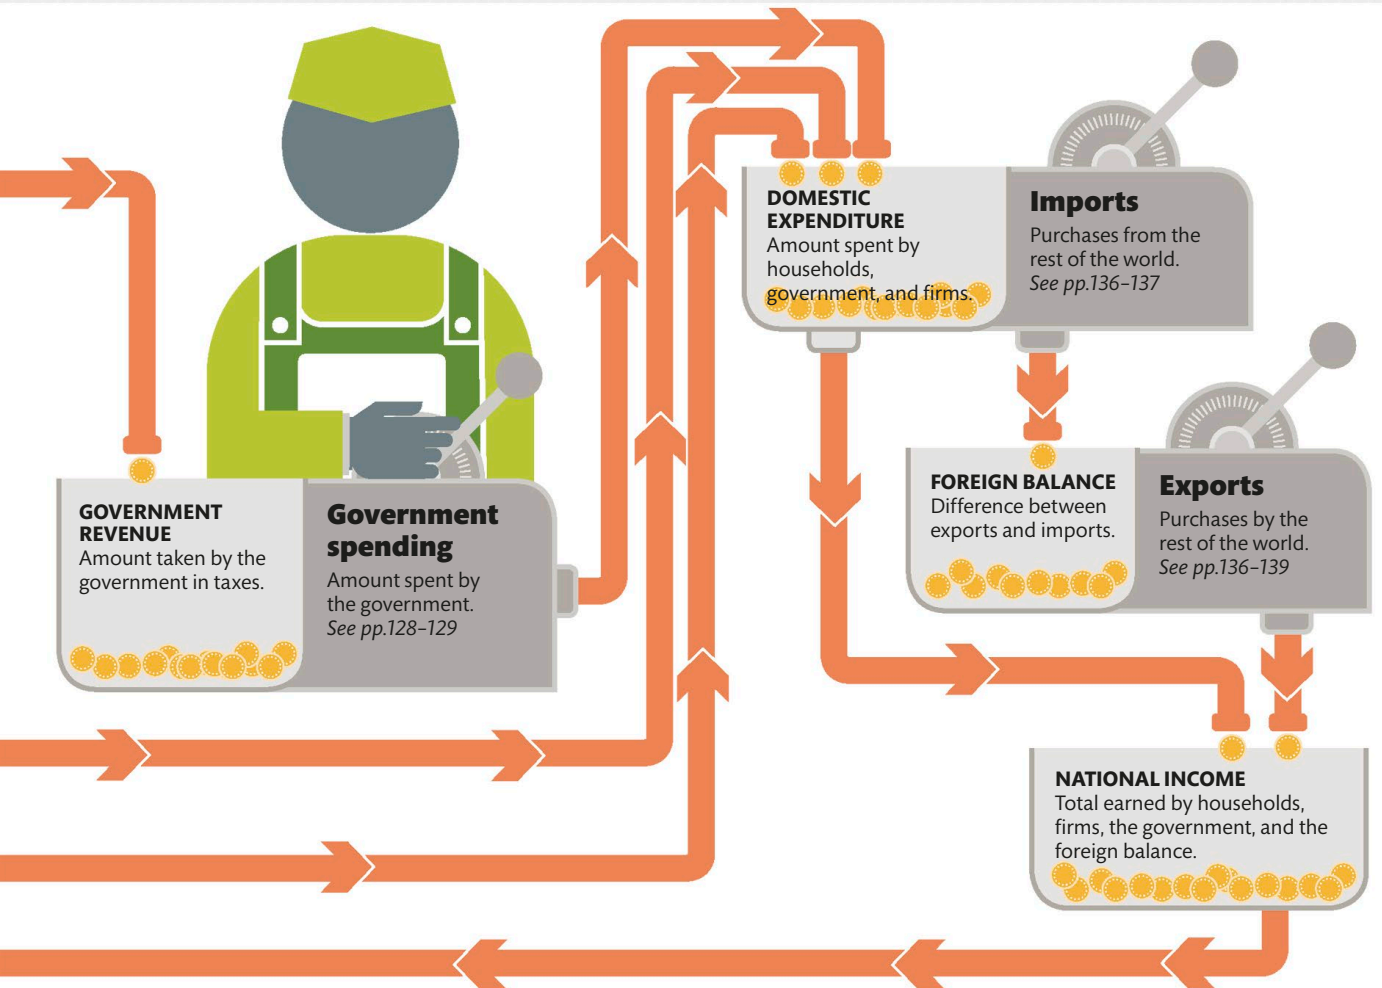 DOMESTIC
EXPENDITURE
Amount spent by
households,
government, and firms.
Imports
Purchases from the
rest of the world.
See pp.136–137
GOVERNMENT
REVENUE
Amount taken by the
government in taxes.
Government
spending
Amount spent by
the government.
See pp.128–129
FOREIGN BALANCE
Difference between
exports and imports.
Exports
Purchases by the
rest of the world.
See pp.136–139
NATIONAL INCOME
Total earned by households,
firms, the government, and the
foreign balance.